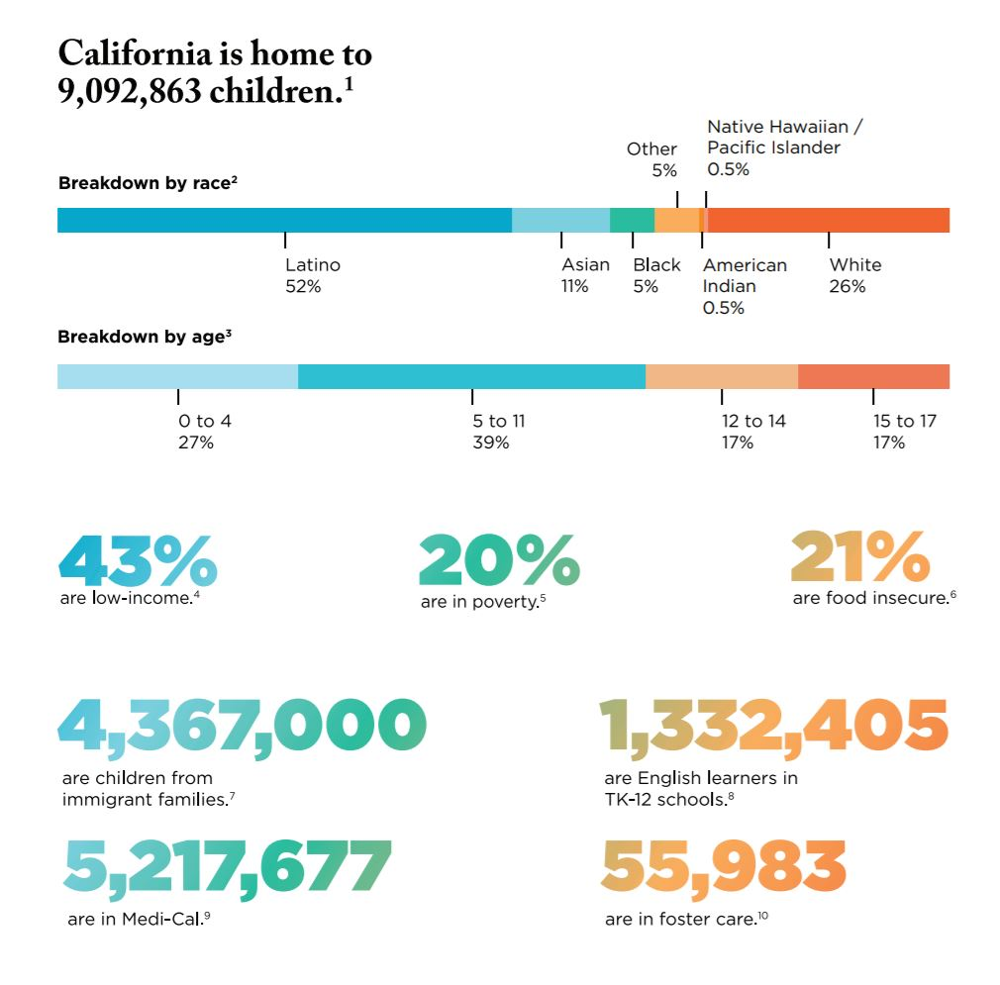 California is home to
9,092,863 children.¹
Breakdown by race²
Other
5%
Native Hawaiian /
Pacific Islander
0.5%
Latino
52%
Asian
11%
Black
5%
American
Indian
0.5%
White
26%
Breakdown by age³
0 to 4
27%
5 to 11
39%
12 to 14
17%
15 to 17
17%
43%
are low-income.⁴
20%
are in poverty.⁵
21%
are food insecure.⁶
4,367,000
are children from
immigrant families.⁷
1,332,405
are English learners in
TK-12 schools.⁸
5,217,677
are in Medi-Cal.⁹
55,983
are in foster care.¹⁰